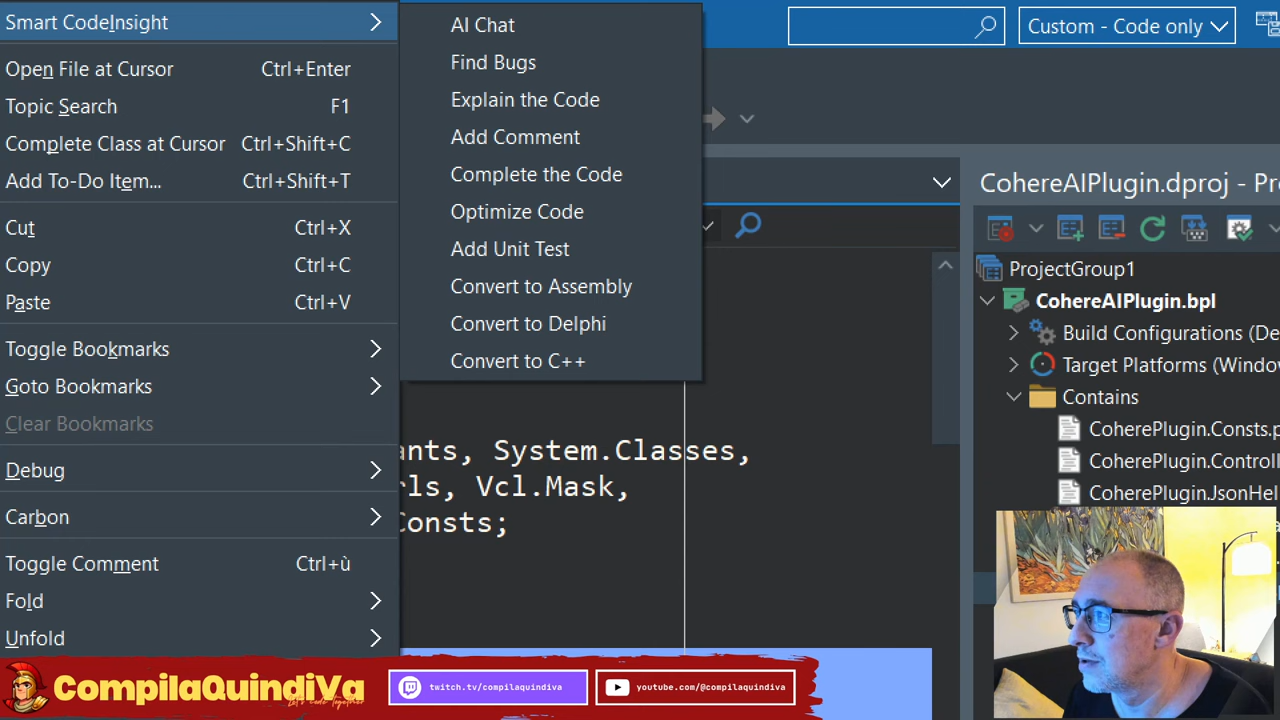 Smart CodeInsight
Open File at Cursor Ctrl+Enter
Topic Search F1
Complete Class at Cursor Ctrl+Shift+C
Add To-Do Item... Ctrl+Shift+T
Cut Ctrl+X
Copy Ctrl+C
Paste Ctrl+V
Toggle Bookmarks
Goto Bookmarks
Clear Bookmarks
Debug
Carbon
Toggle Comment Ctrl+ù
Fold
Unfold
AI Chat
Find Bugs
Explain the Code
Add Comment
Complete the Code
Optimize Code
Add Unit Test
Convert to Assembly
Convert to Delphi
Convert to C++
ants, System.Classes,
rls, Vcl.Mask,
Consts;
Custom - Code only
CohereAIPlugin.dproj - Pr
ProjectGroup1
CohereAIPlugin.bpl
Build Configurations (De
Target Platforms (Windo
Contains
CoherePlugin.Consts.p
CoherePlugin.Controll
CoherePlugin.JsonHel
CompilaQuindiVa
Let's Code Together
twitch.tv/compilaquindiva
youtube.com/@compilaquindiva